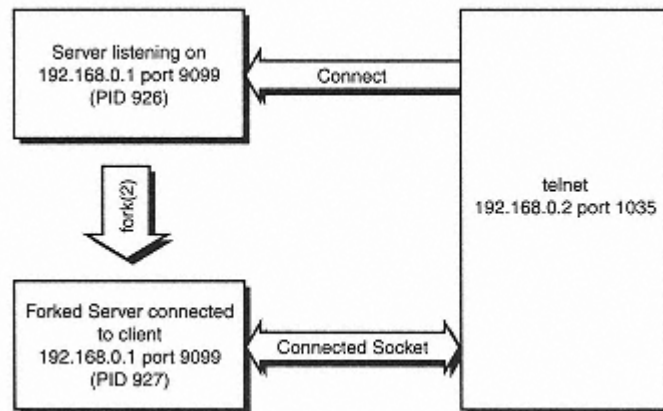 Server listening on
192.168.0.1 port 9099
(PID 926)
Connect
telnet
192.168.0.2 port 1035
fork(2)
Forked Server connected
to client
192.168.0.1 port 9099
(PID 927)
Connected Socket